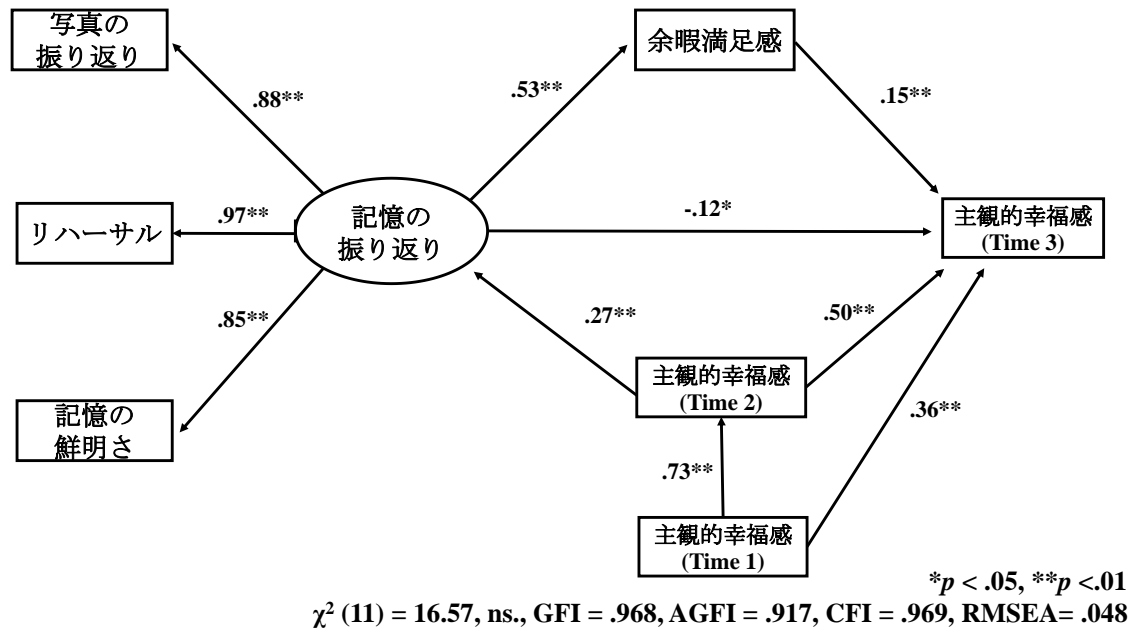 写真の
振り返り
余暇満足感
.88**
.53**
.15**
リハーサル
.97**
記憶の
振り返り
-.12*
主観的幸福感
(Time 3)
.85**
.27**
.50**
記憶の
鮮明さ
主観的幸福感
(Time 2)
.36**
.73**
主観的幸福感
(Time 1)
*p < .05, **p <.01
χ² (11) = 16.57, ns., GFI = .968, AGFI = .917, CFI = .969, RMSEA= .048